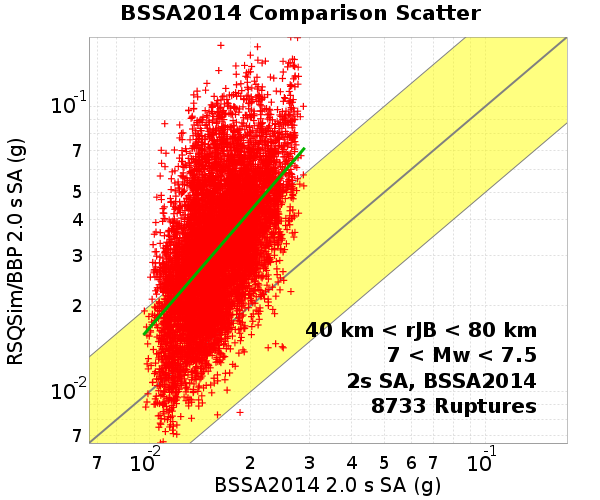 BSSA2014 Comparison Scatter
RSQSim/BBP 2.0 s SA (g)
10-1
7
5
4
3
2
10-2
7
40 km < rJB < 80 km
7 < Mw < 7.5
2s SA, BSSA2014
8733 Ruptures
7 10-2 2 3 4 5 6 7 10-1
BSSA2014 2.0 s SA (g)